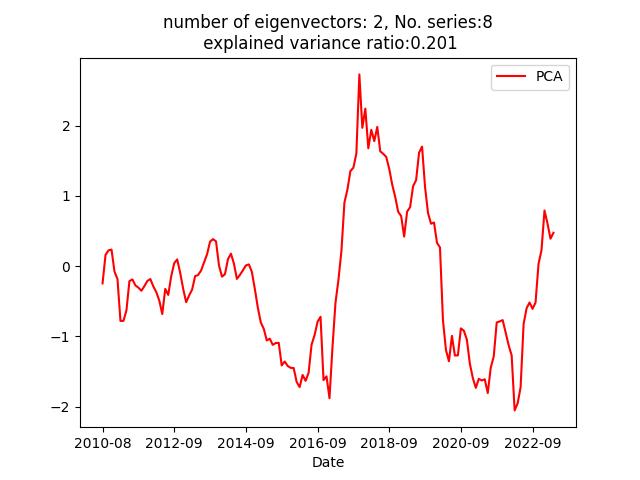 number of eigenvectors: 2, No. series:8
explained variance ratio:0.201
PCA
2
1
0
−1
−2
2010-08 2012-09 2014-09 2016-09 2018-09 2020-09 2022-09
Date